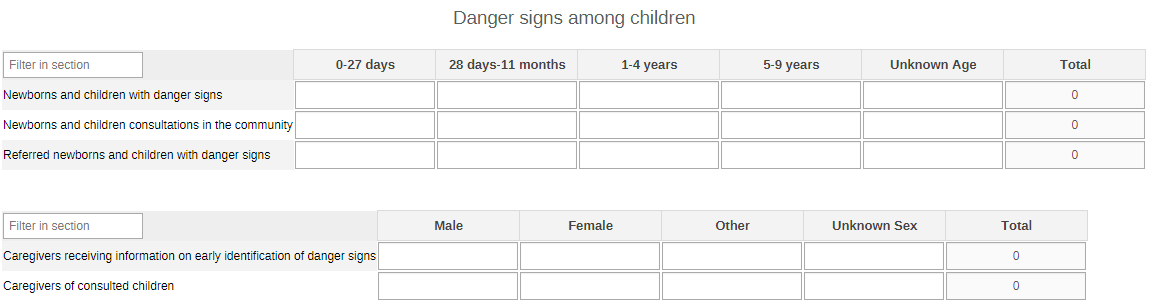 Danger signs among children
Filter in section 0-27 days 28 days-11 months 1-4 years 5-9 years Unknown Age Total
Newborns and children with danger signs 0
Newborns and children consultations in the community 0
Referred newborns and children with danger signs 0
Filter in section Male Female Other Unknown Sex Total
Caregivers receiving information on early identification of danger signs 0
Caregivers of consulted children 0